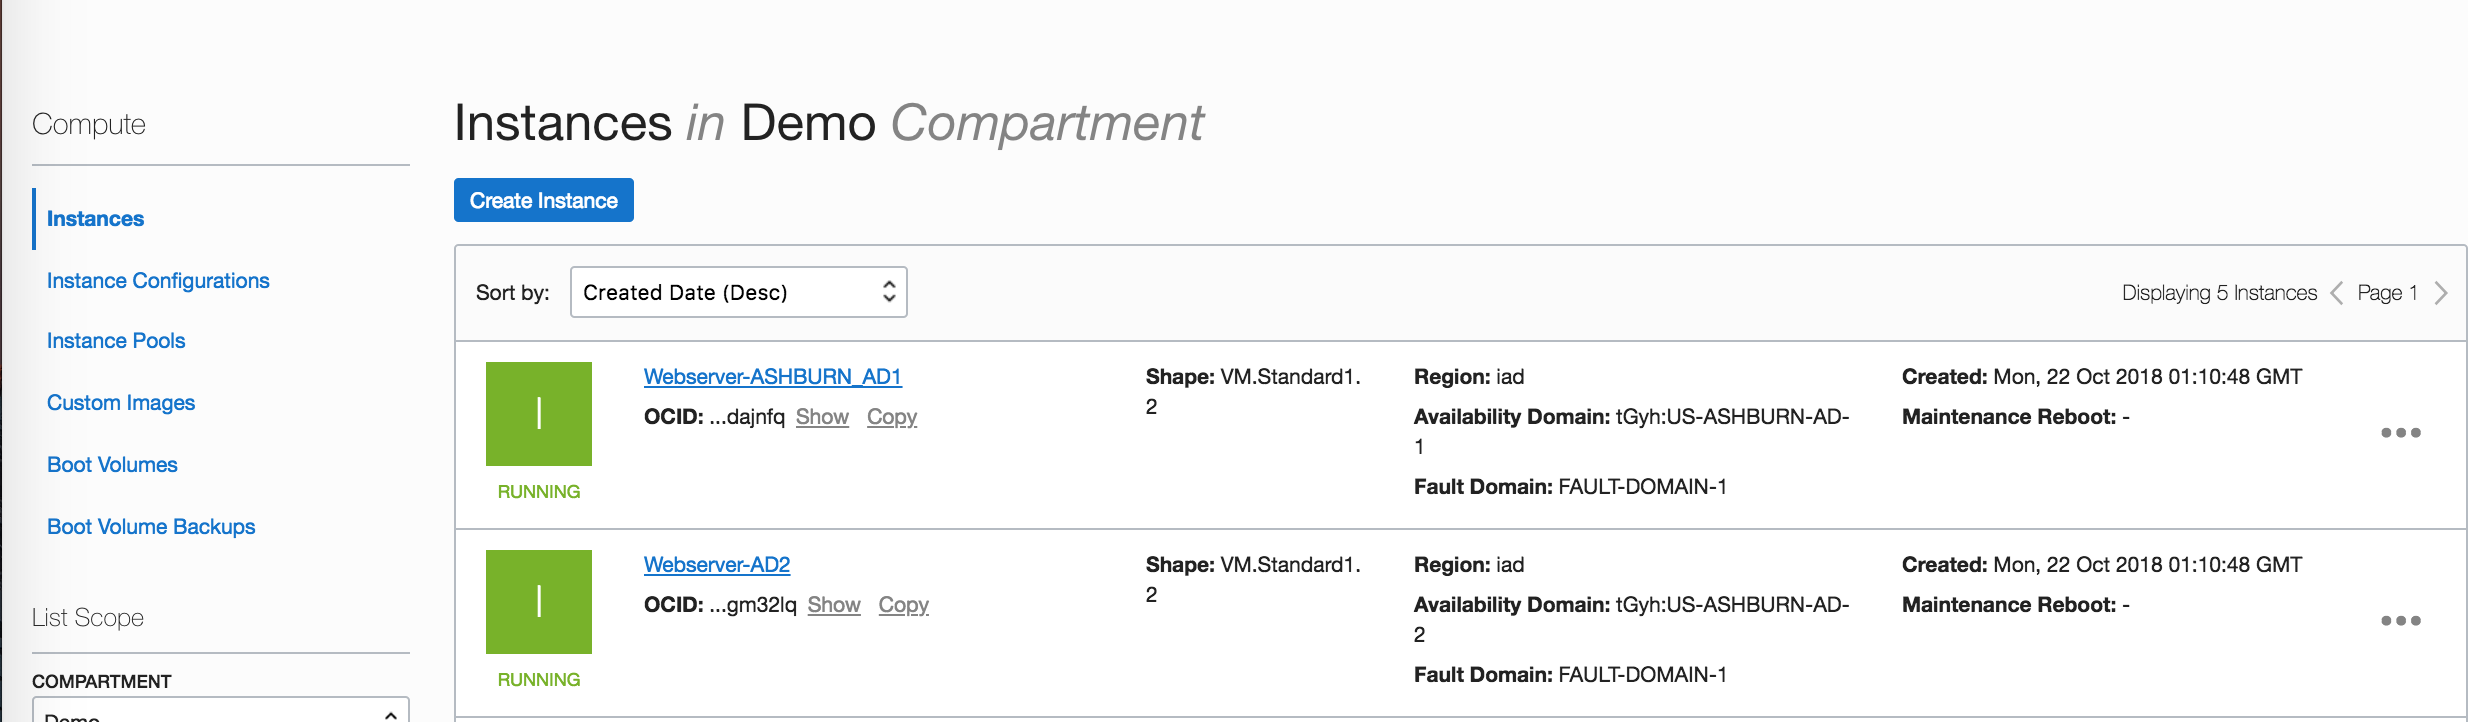 Compute
Instances
Instance Configurations
Instance Pools
Custom Images
Boot Volumes
Boot Volume Backups
List Scope
COMPARTMENT
Demo
Instances in Demo Compartment
Create Instance
Sort by: Created Date (Desc)
Displaying 5 Instances Page 1
I
RUNNING
Webserver-ASHBURN_AD1
OCID: ...dajnfq Show Copy
Shape: VM.Standard1.
2
Region: iad
Availability Domain: tGyh:US-ASHBURN-AD-
1
Fault Domain: FAULT-DOMAIN-1
Created: Mon, 22 Oct 2018 01:10:48 GMT
Maintenance Reboot: -
I
RUNNING
Webserver-AD2
OCID: ...gm32lq Show Copy
Shape: VM.Standard1.
2
Region: iad
Availability Domain: tGyh:US-ASHBURN-AD-
2
Fault Domain: FAULT-DOMAIN-1
Created: Mon, 22 Oct 2018 01:10:48 GMT
Maintenance Reboot: -